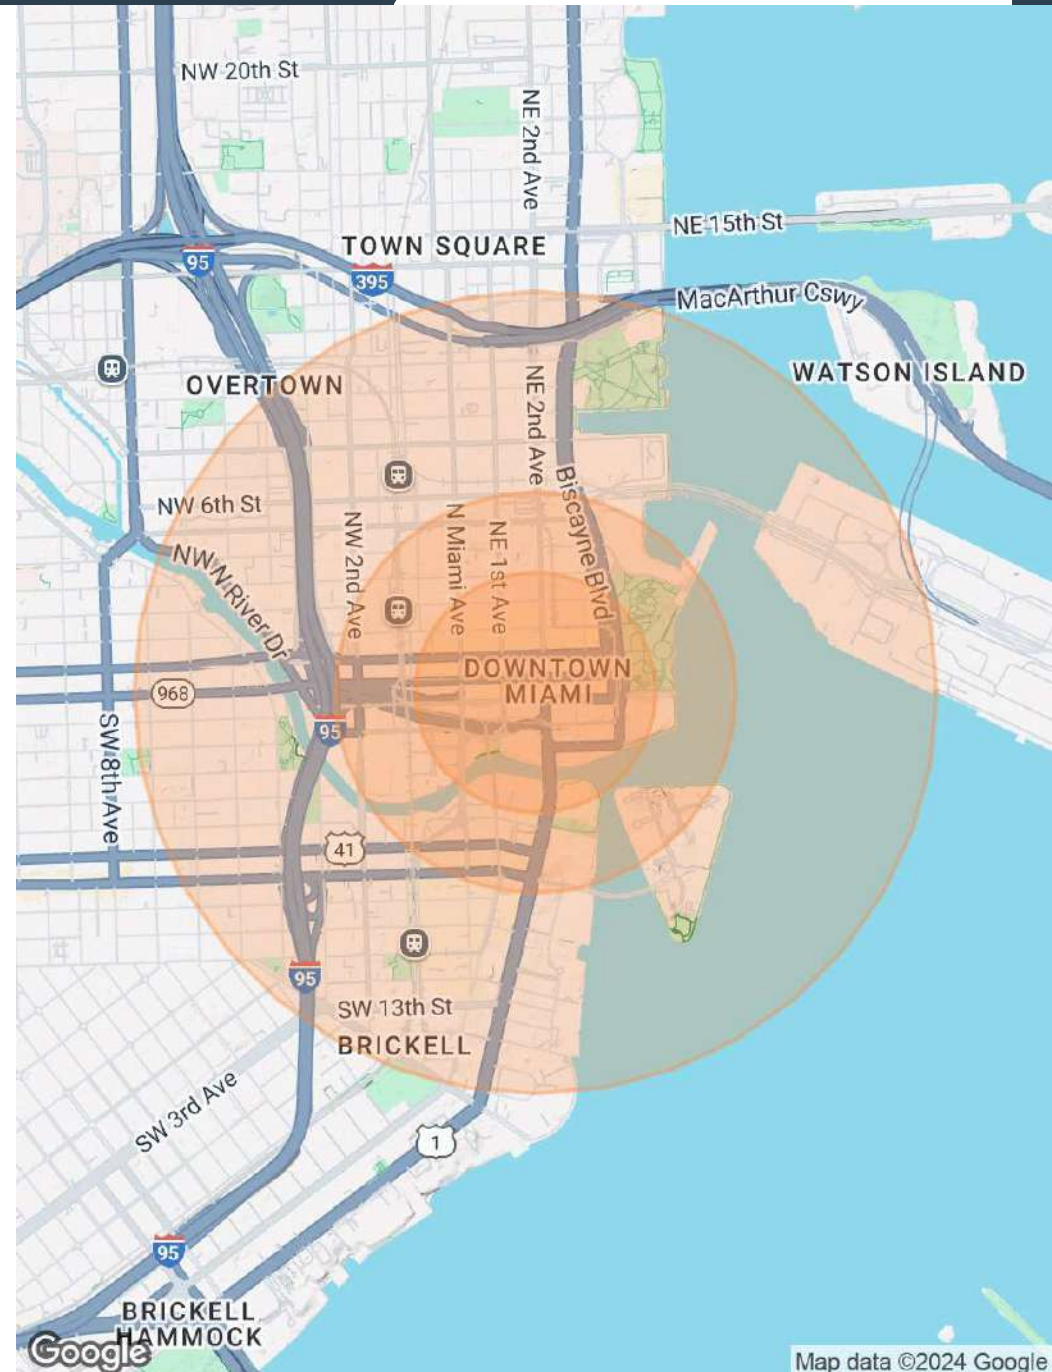 NW 20th St
NE 2nd Ave
NE 15th St
TOWN SQUARE
95
395
MacArthur Cswy
WATSON ISLAND
OVERTOWN
NE 2nd Ave
Biscayne Blvd
NW 6th St
NW 2nd Ave
N Miami Ave
NE 1st Ave
NW N River Dr
DOWNTOWN
MIAMI
968
95
SW 8th Ave
41
95
SW 13th St
BRICKELL
SW 3rd Ave
1
95
BRICKELL
HAMMOCK
Google
Map data ©2024 Google